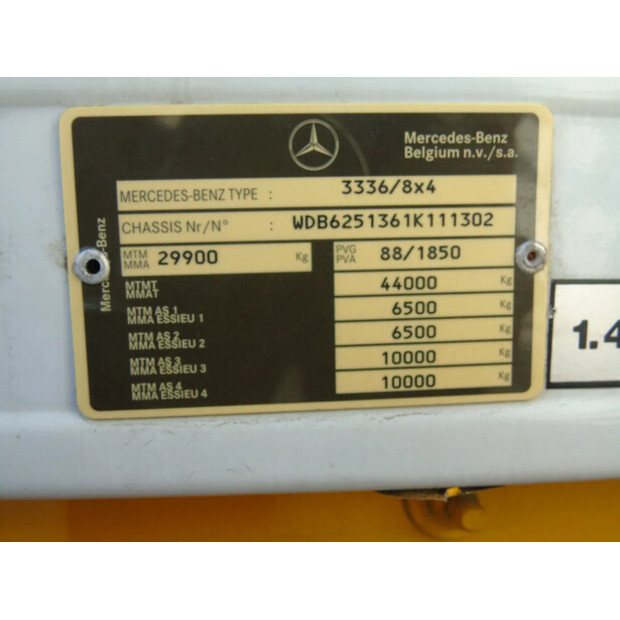 Mercedes-Benz
Belgium n.v./s.a.
MERCEDES-BENZ TYPE : 3336/8x4
CHASSIS Nr/N° : WDB6251361K111302
MTM
MMA 29900 Kg
PVG
PVA 88/1850
MTMT
MMAT 44000 Kg
MTM AS 1
MMA ESSIEU 1 6500 Kg
MTM AS 2
MMA ESSIEU 2 6500 Kg
MTM AS 3
MMA ESSIEU 3 10000 Kg
MTM AS 4
MMA ESSIEU 4 10000 Kg
Mercedes-Benz
1.4